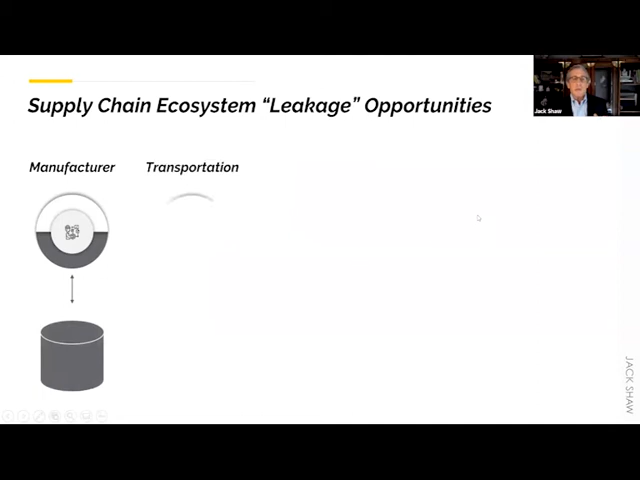 Jack Shaw
Supply Chain Ecosystem “Leakage” Opportunities
Manufacturer Transportation
JACK SHAW